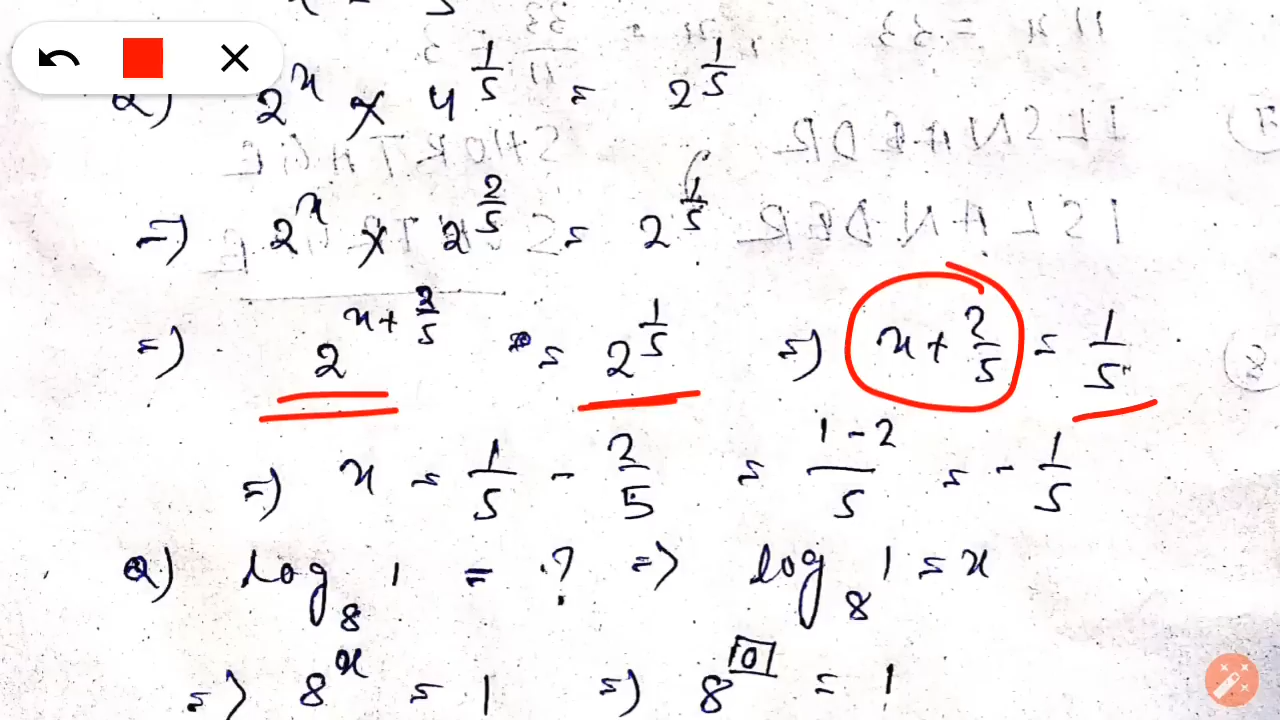 Q) 2^x × 4^(1/5) = 2^(1/5)
=) 2^x × 2^(2/5) = 2^(1/5)
=) 2^(x + 2/5) = 2^(1/5) =) x + 2/5 = 1/5
=) x = 1/5 - 2/5 = (1 - 2)/5 = - 1/5
Q) log_8 1 = ? => log_8 1 = x
=> 8^x = 1 =) 8^0 = 1